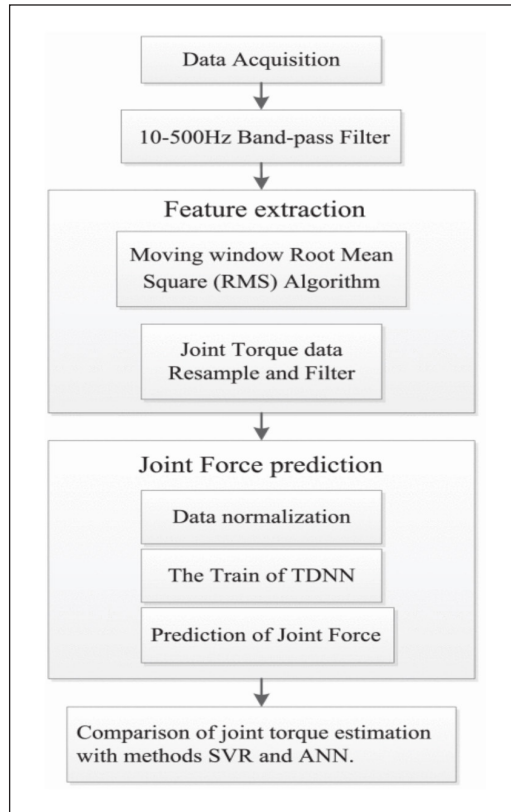 Data Acquisition
10-500Hz Band-pass Filter
Feature extraction
Moving window Root Mean
Square (RMS) Algorithm
Joint Torque data
Resample and Filter
Joint Force prediction
Data normalization
The Train of TDNN
Prediction of Joint Force
Comparison of joint torque estimation
with methods SVR and ANN.